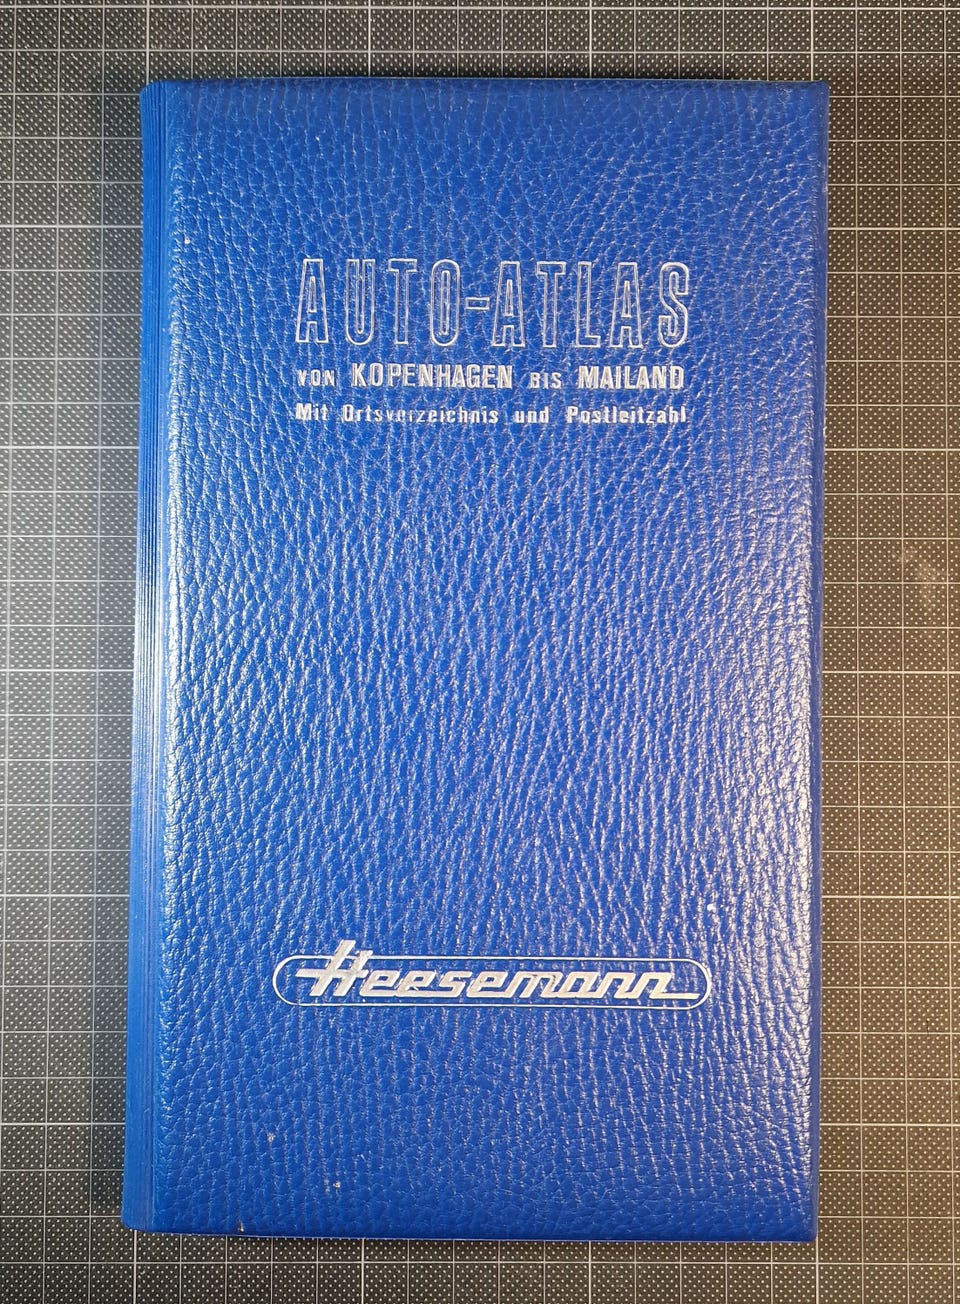 AUTO-ATLAS
VON KOPENHAGEN BIS MAILAND
Mit Ortsverzeichnis und Postleitzahl
Heesemann